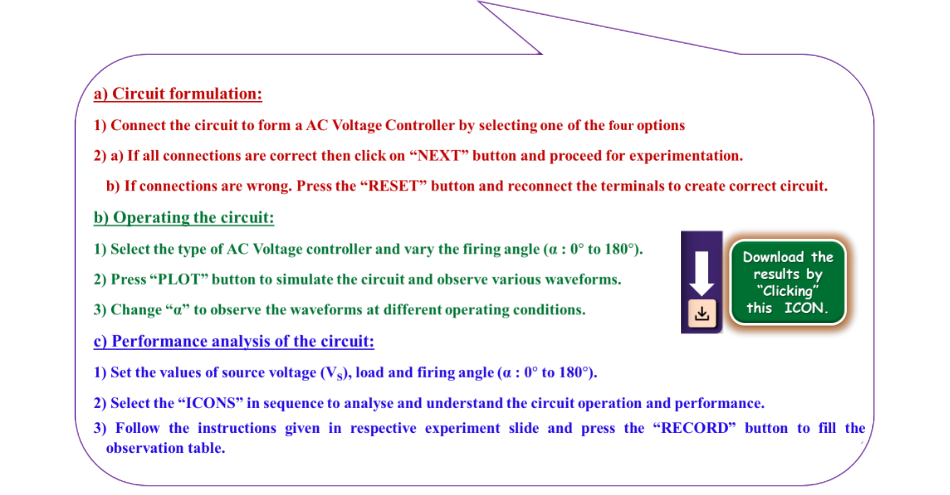 a) Circuit formulation:
1) Connect the circuit to form a AC Voltage Controller by selecting one of the four options
2) a) If all connections are correct then click on “NEXT” button and proceed for experimentation.
b) If connections are wrong. Press the “RESET” button and reconnect the terminals to create correct circuit.
b) Operating the circuit:
1) Select the type of AC Voltage controller and vary the firing angle (α : 0° to 180°).
2) Press “PLOT” button to simulate the circuit and observe various waveforms.
3) Change “α” to observe the waveforms at different operating conditions.
Download the
results by
“Clicking”
this ICON.
c) Performance analysis of the circuit:
1) Set the values of source voltage (VS), load and firing angle (α : 0° to 180°).
2) Select the “ICONS” in sequence to analyse and understand the circuit operation and performance.
3) Follow the instructions given in respective experiment slide and press the “RECORD” button to fill the
observation table.